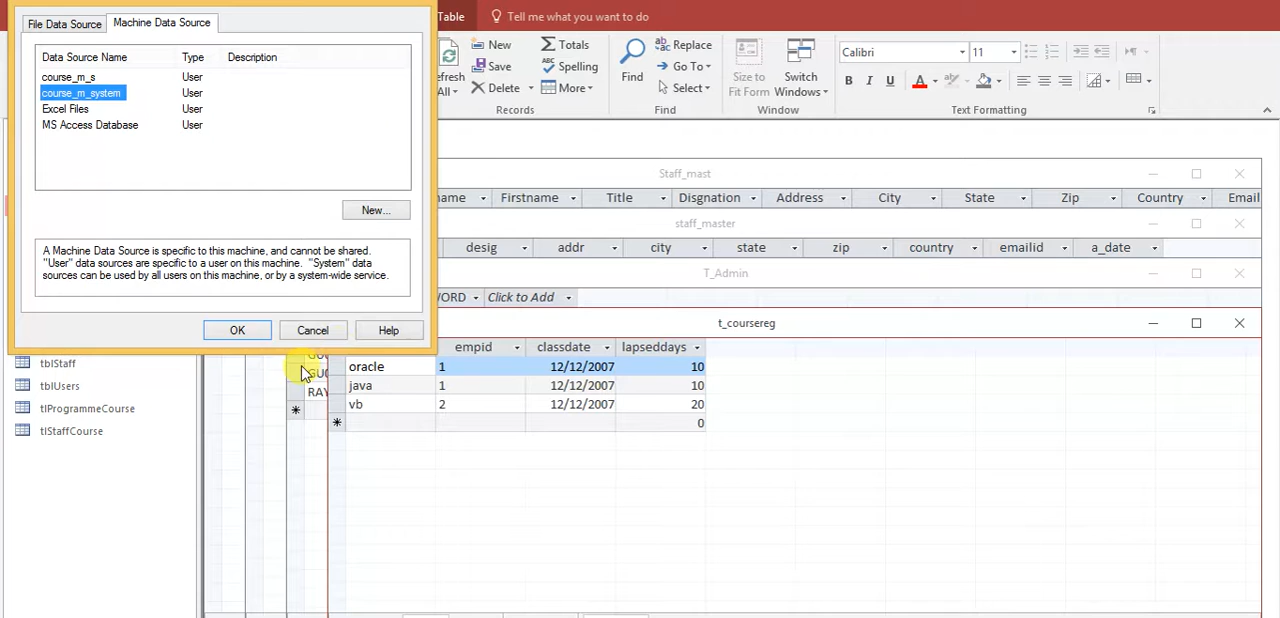 File Data Source Machine Data Source
Data Source Name Type Description
course_m_s User
course_m_system User
Excel Files User
MS Access Database User
New...
A Machine Data Source is specific to this machine, and cannot be shared.
"User" data sources are specific to a user on this machine. "System" data
sources can be used by all users on this machine, or by a system-wide service.
OK Cancel Help
Table Tell me what you want to do
efresh
All
New
Save
Delete
Totals
Spelling
More
Records
Find
Replace
Go To
Select
Find
Size to
Fit Form
Switch
Windows
Window
Calibri 11
B I U A
Text Formatting
Staff_mast
name Firstname Title Disgnation Address City State Zip Country Email
staff_master
desig addr city state zip country emailid a_date
T_Admin
WORD Click to Add
t_coursereg
empid classdate lapseddays
oracle 1 12/12/2007 10
java 1 12/12/2007 10
vb 2 12/12/2007 20
* 0
GU
RAY
*
tblStaff
tblUsers
tlProgrammeCourse
tlStaffCourse